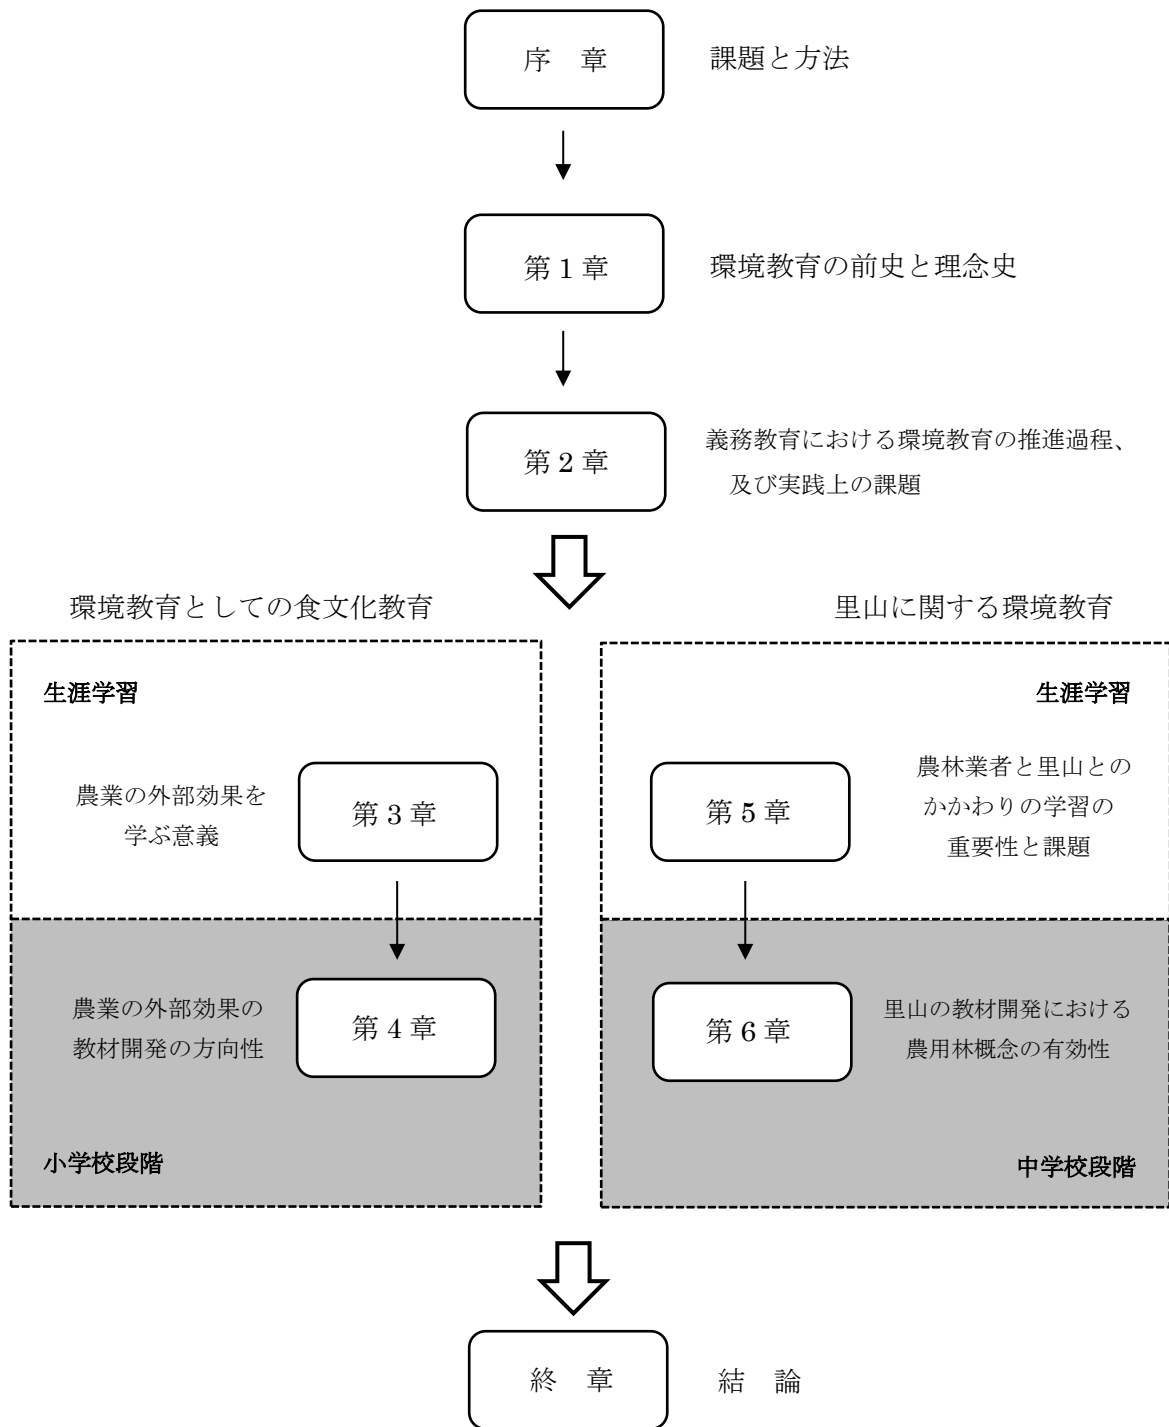 序　章
課題と方法
第 1 章
環境教育の前史と理念史
第 2 章
義務教育における環境教育の推進過程、
及び実践上の課題
環境教育としての食文化教育
生涯学習
農業の外部効果を
学ぶ意義
第 3 章
農業の外部効果の
教材開発の方向性
第 4 章
小学校段階
里山に関する環境教育
生涯学習
第 5 章
農林業者と里山との
かかわりの学習の
重要性と課題
第 6 章
里山の教材開発における
農用林概念の有効性
中学校段階
終　章
結　論